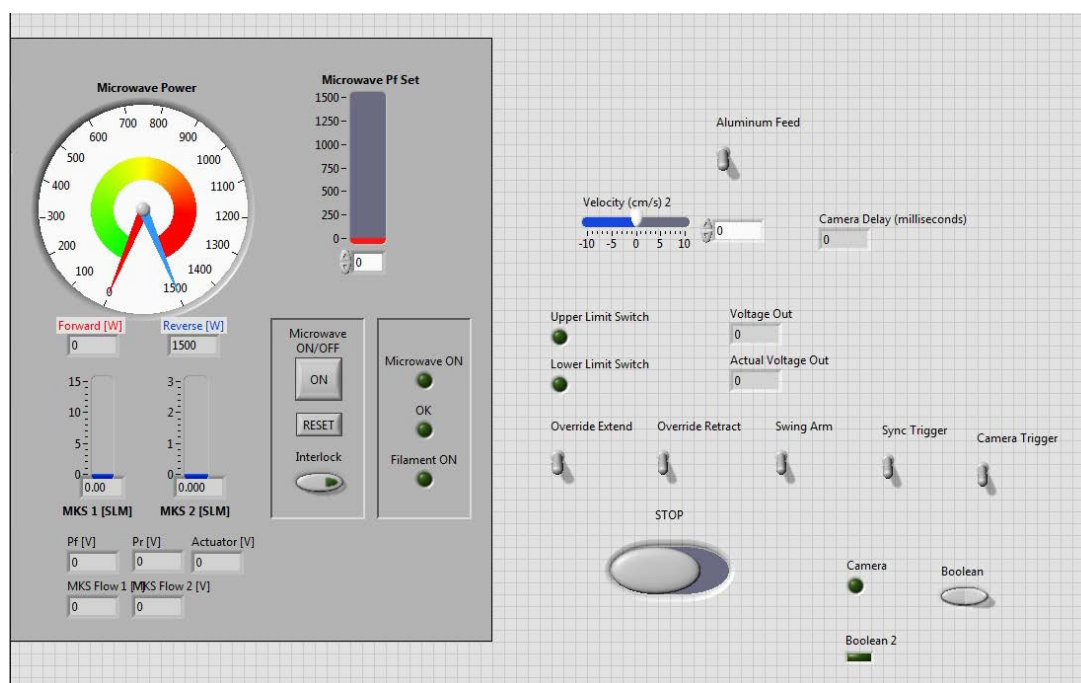 Microwave Power
700 800
600 900
500 1000
400 1100
300 1200
200 1300
100 1400
0 1500
Forward [W] Reverse [W]
0 1500
15 3
10 2
5 1
0 0
0.00 0.000
MKS 1 [SLM] MKS 2 [SLM]
Pf [V] Pr [V] Actuator [V]
0 0 0
MKS Flow 1 [V] MKS Flow 2 [V]
0 0
Microwave Pf Set
1500
1250
1000
750
500
250
0
0
Microwave
ON/OFF
ON
RESET
Interlock
Microwave ON
OK
Filament ON
Aluminum Feed
Velocity (cm/s) 2
-10 -5 0 5 10
0
Camera Delay (milliseconds)
0
Upper Limit Switch
Voltage Out
0
Lower Limit Switch
Actual Voltage Out
0
Override Extend Override Retract Swing Arm Sync Trigger Camera Trigger
STOP
Camera
Boolean
Boolean 2